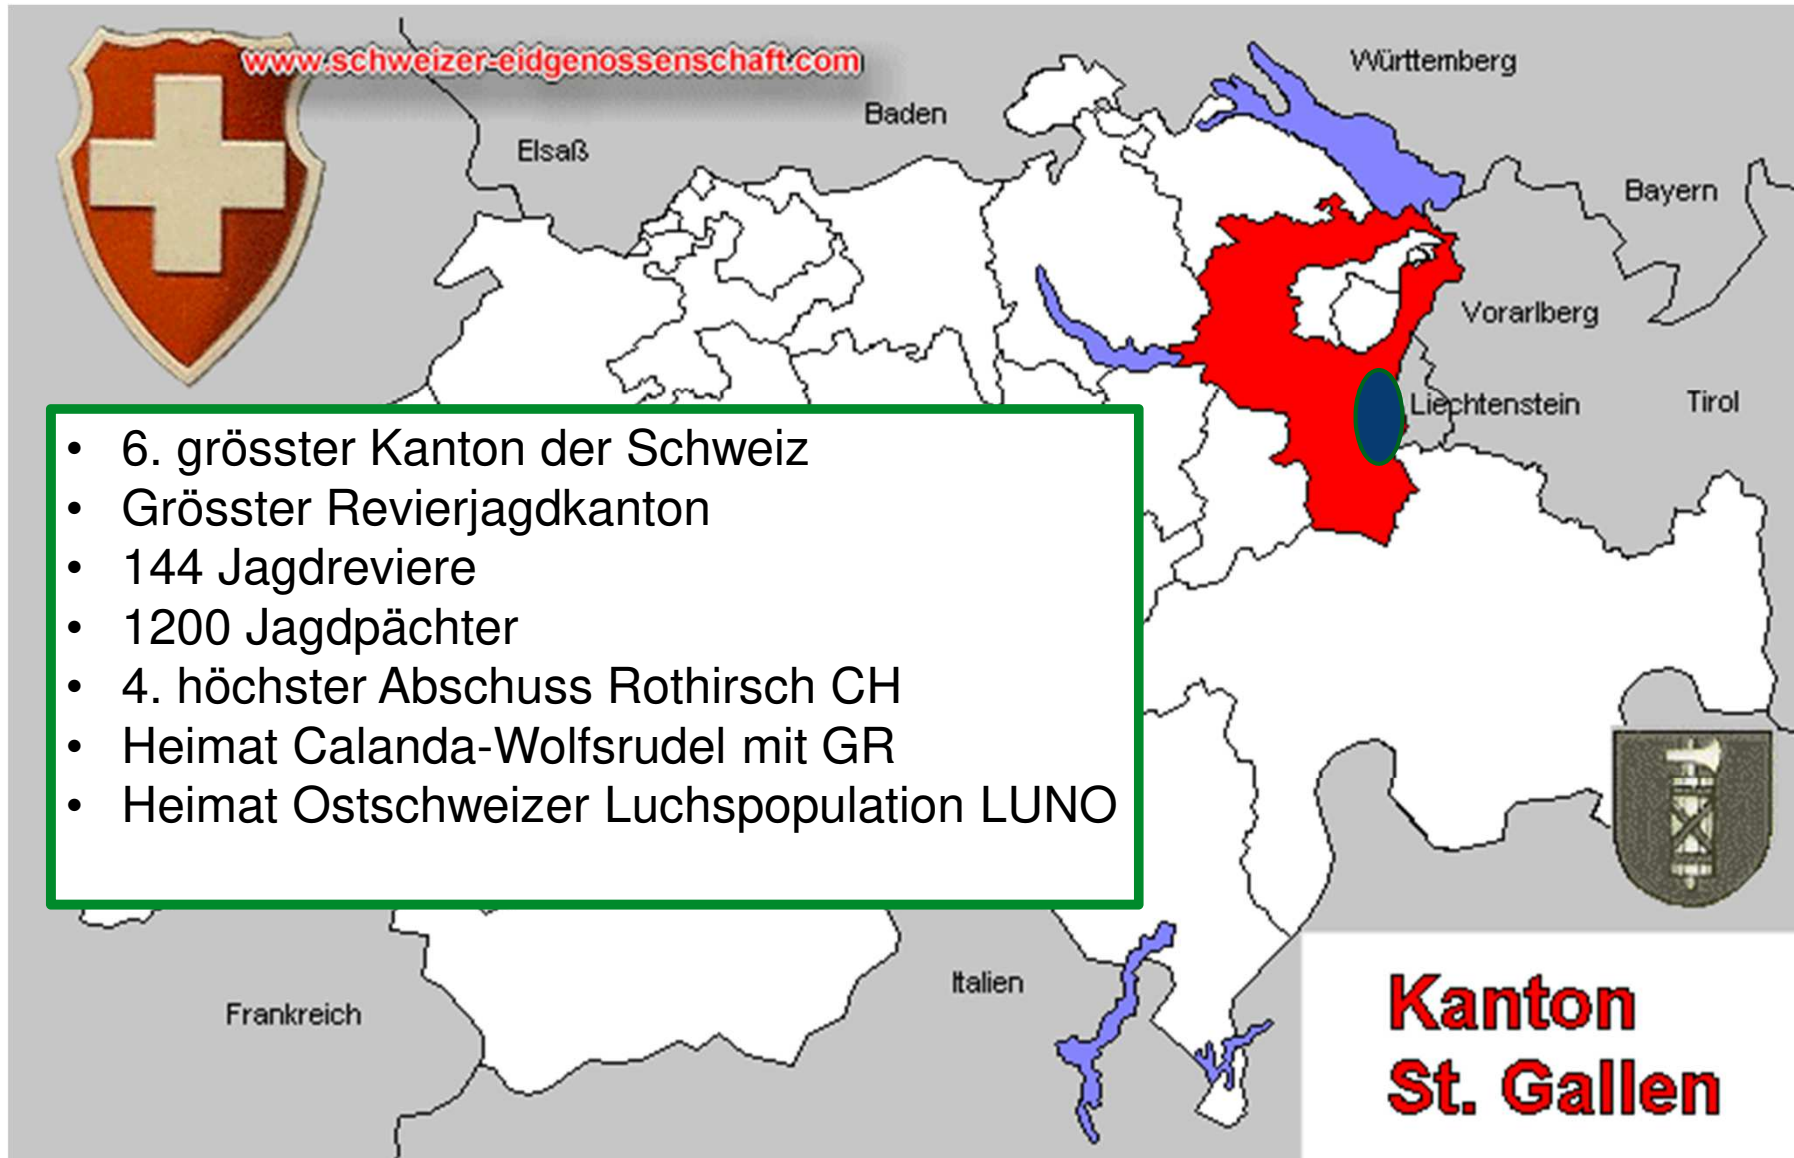 www.schweizer-eidgenossenschaft.com
Württemberg
Baden
Elsaß
Bayern
Vorarlberg
Liechtenstein
Tirol
• 6. grösster Kanton der Schweiz
• Grösster Revierjagdkanton
• 144 Jagdreviere
• 1200 Jagdpächter
• 4. höchster Abschuss Rothirsch CH
• Heimat Calanda-Wolfsrudel mit GR
• Heimat Ostschweizer Luchspopulation LUNO
Italien
Frankreich
Kanton
St. Gallen